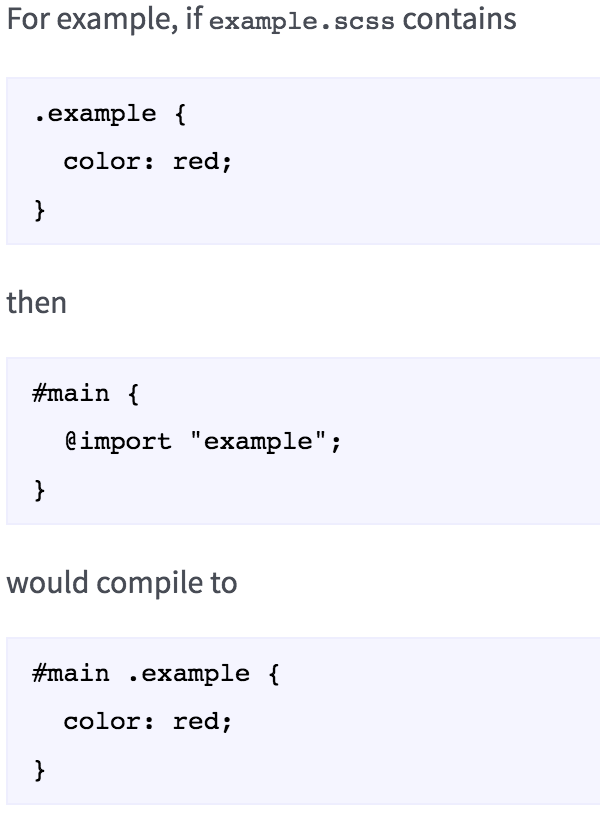 For example, if example.scss contains
.example {
  color: red;
}
then
#main {
  @import "example";
}
would compile to
#main .example {
  color: red;
}